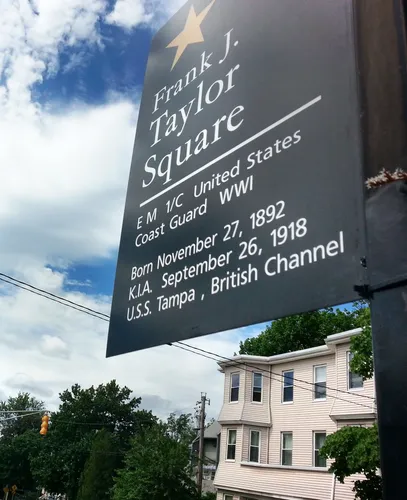 Frank J.
Taylor
Square
E M 1/C United States
Coast Guard WWI
Born November 27, 1892
K.I.A. September 26, 1918
U.S.S. Tampa , British Channel